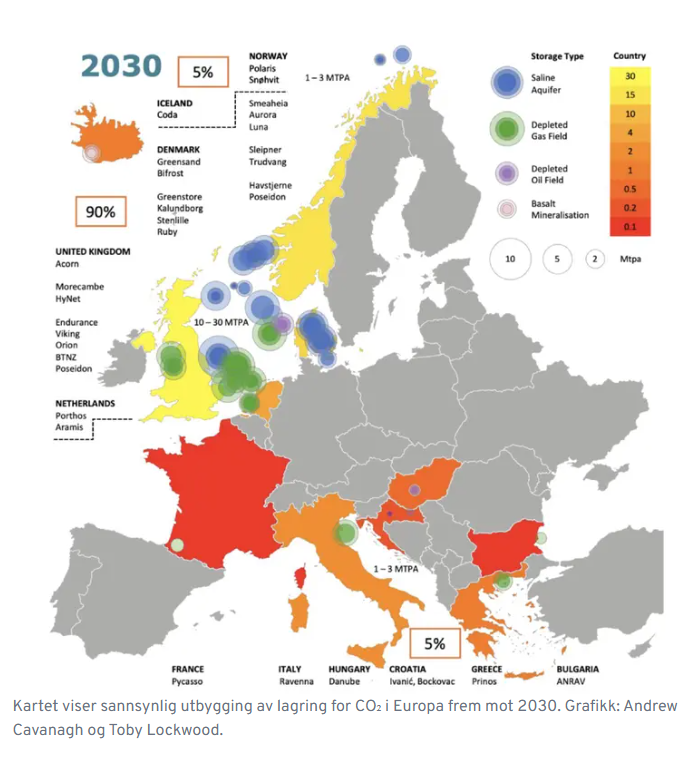 2030
5%
NORWAY
Polaris
Snøhvit
1 – 3 MTPA
Smeaheia
Aurora
Luna
Sleipner
Trudvang
Havstjerne
Poseidon
ICELAND
Coda
DENMARK
Greensand
Bifrost
Greenstore
Kalundborg
Stenlille
Ruby
90%
UNITED KINGDOM
Acorn
Morecambe
HyNet
Endurance
Viking
Orion
BTNZ
Poseidon
10 – 30 MTPA
NETHERLANDS
Porthos
Aramis
Storage Type
Saline
Aquifer
Depleted
Gas Field
Depleted
Oil Field
Basalt
Mineralisation
10
5
2
Mtpa
Country
30
15
10
4
2
1
0.5
0.2
0.1
1 – 3 MTPA
5%
FRANCE
Pycasso
ITALY
Ravenna
HUNGARY
Danube
CROATIA
Ivanić, Bockovac
GREECE
Prinos
BULGARIA
ANRAV
Kartet viser sannsynlig utbygging av lagring for CO₂ i Europa frem mot 2030. Grafikk: Andrew
Cavanagh og Toby Lockwood.